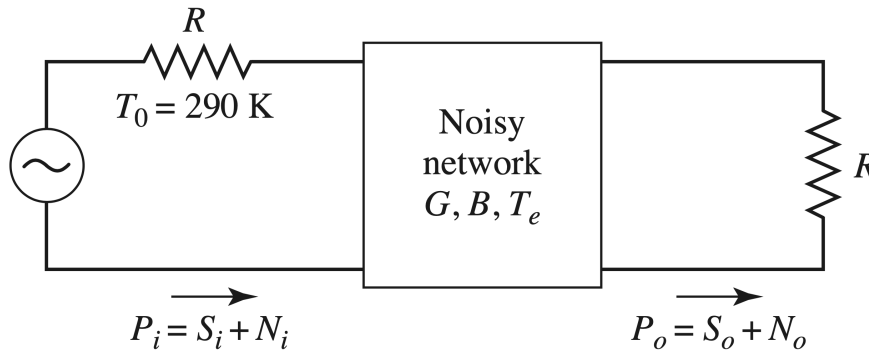 R
T₀ = 290 K
Noisy
network
G, B, Tₑ
R
Pᵢ = Sᵢ + Nᵢ
Pₒ = Sₒ + Nₒ